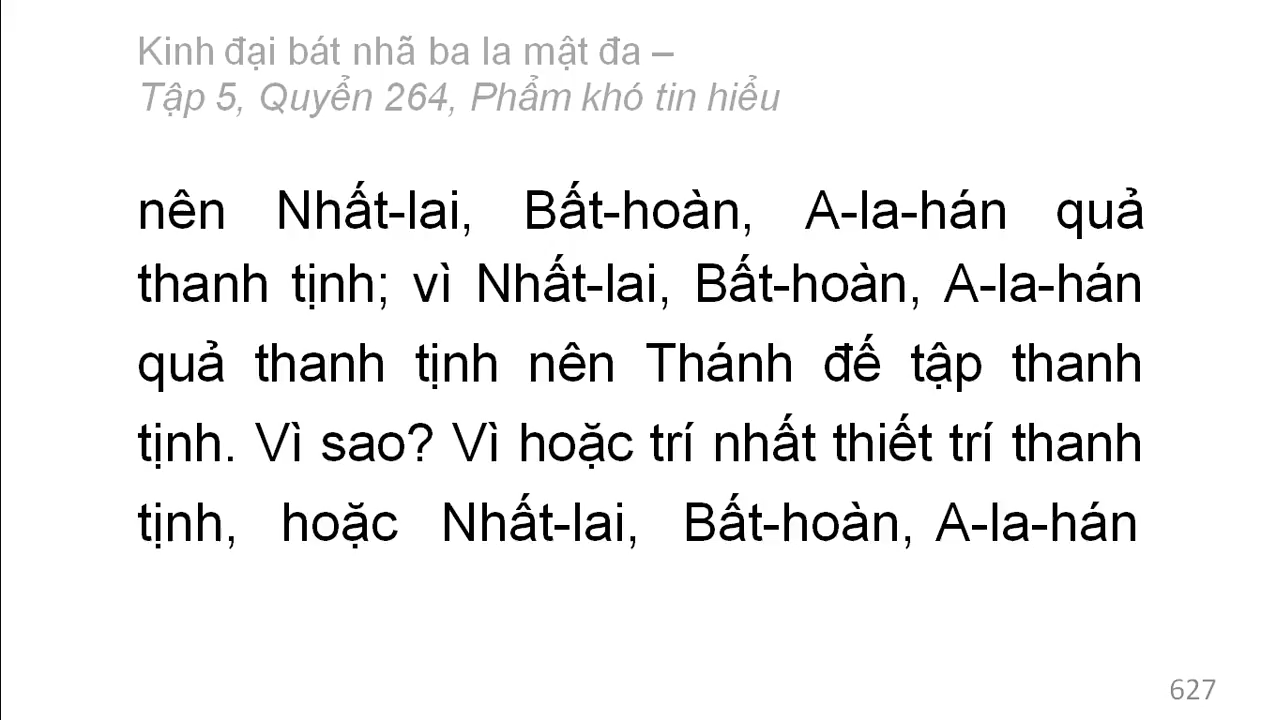 Kinh đại bát nhã ba la mật đa –
Tập 5, Quyển 264, Phẩm khó tin hiểu
nên Nhất-lai, Bất-hoàn, A-la-hán quả
thanh tịnh; vì Nhất-lai, Bất-hoàn, A-la-hán
quả thanh tịnh nên Thánh đế tập thanh
tịnh. Vì sao? Vì hoặc trí nhất thiết trí thanh
tịnh, hoặc Nhất-lai, Bất-hoàn, A-la-hán
627